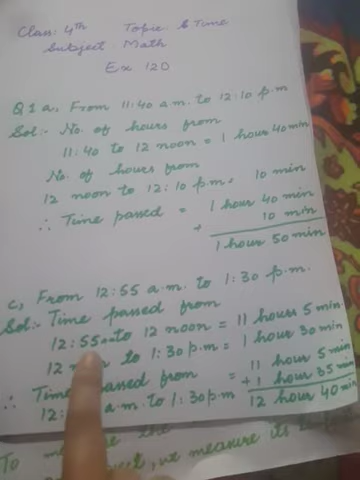 Class: 4th Topic: Time
Subject: Math
Ex 12D
Q1 a, From 11:40 a.m. to 12:10 p.m
Sol:- No. of hours from
11:40 to 12 noon = 1 hour 40 min
No. of hours from
12 noon to 12:10 p.m = 10 min
∴ Time passed = 1 hour 40 min
+ 10 min
1 hour 50 min
c, From 12:55 a.m. to 1:30 p.m.
Sol:- Time passed from
12:55 to 12 noon = 11 hours 5 min.
12 to 1:30 p.m = 1 hour 30 min
∴ Time passed from = 11 hour 5 min
12: a.m. to 1:30 p.m + 1 hour 35 min
12 hour 40 min
To the
, we measure its